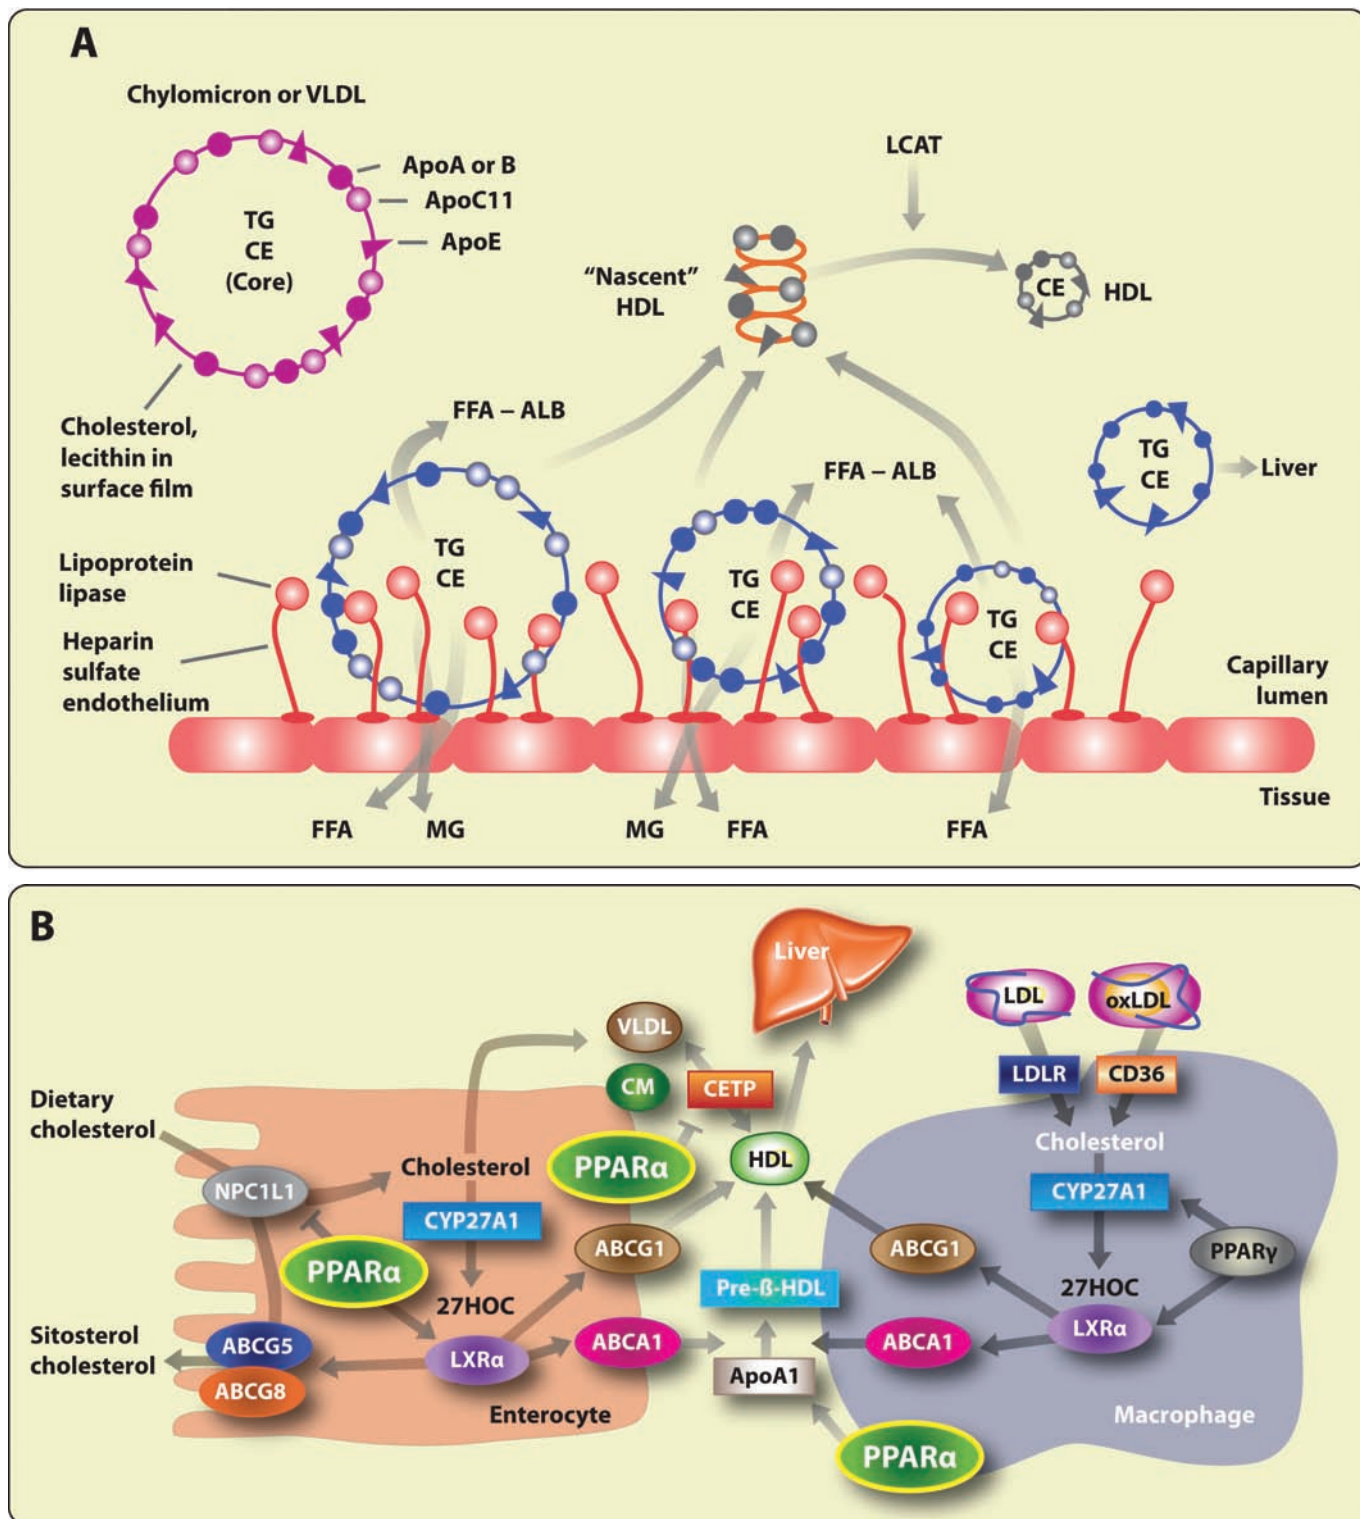 A
Chylomicron or VLDL
ApoA or B
ApoC11
ApoE
TG
CE
(Core)
Cholesterol,
lecithin in
surface film
LCAT
"Nascent"
HDL
CE
HDL
FFA – ALB
FFA – ALB
TG
CE
Liver
Lipoprotein
lipase
Heparin
sulfate
endothelium
TG
CE
TG
CE
TG
CE
Capillary
lumen
Tissue
FFA
MG
MG
FFA
FFA
B
Liver
LDL
oxLDL
VLDL
CM
CETP
LDLR
CD36
Dietary
cholesterol
Cholesterol
PPARα
HDL
Cholesterol
NPC1L1
CYP27A1
CYP27A1
PPARα
ABCG1
ABCG1
PPARγ
27HOC
Pre-ß-HDL
27HOC
Sitosterol
cholesterol
ABCG5
ABCG8
LXRα
ABCA1
ApoA1
ABCA1
LXRα
Enterocyte
Macrophage
PPARα